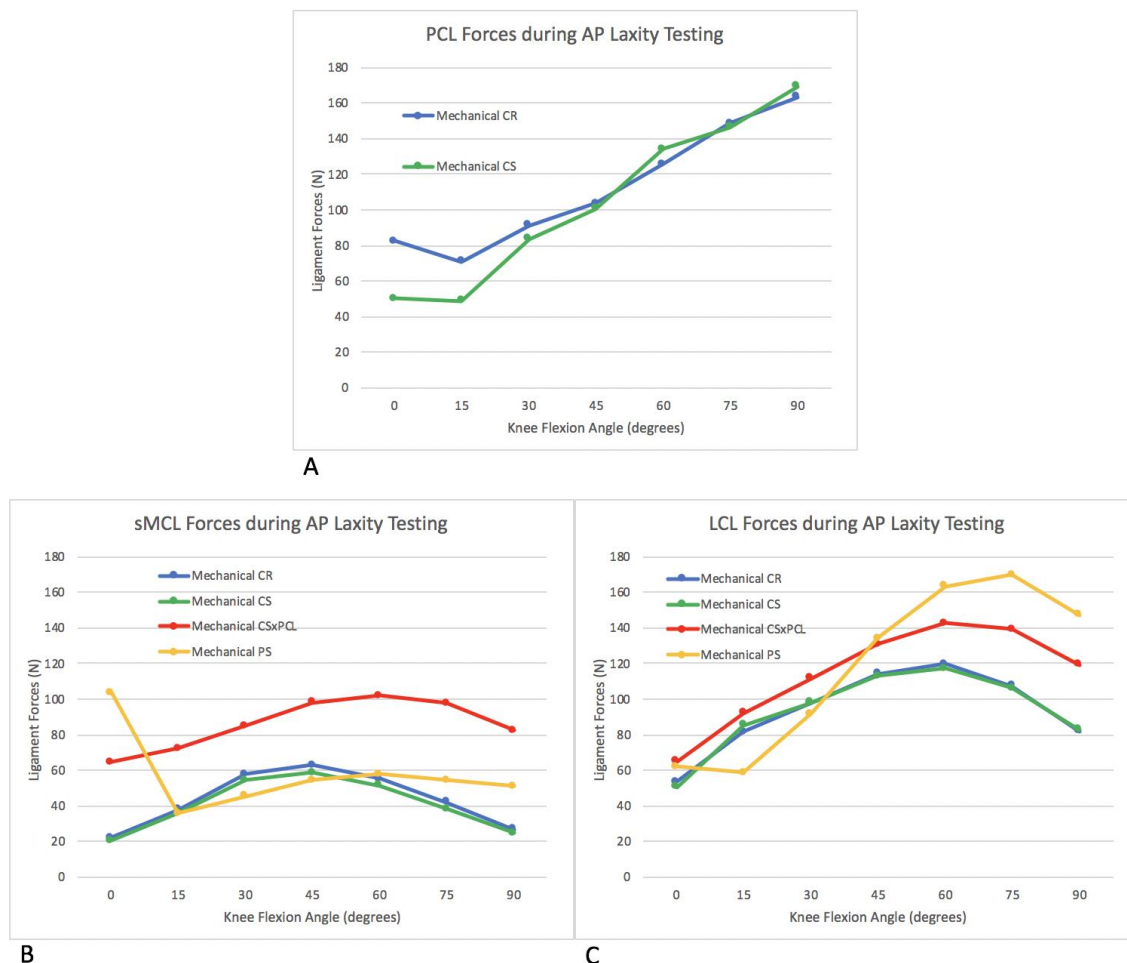 PCL Forces during AP Laxity Testing
180
160
140
120
100
80
60
40
20
0
Ligament Forces (N)
Mechanical CR
Mechanical CS
0 15 30 45 60 75 90
Knee Flexion Angle (degrees)
A
sMCL Forces during AP Laxity Testing
180
160
140
120
100
80
60
40
20
0
Ligament Forces (N)
Mechanical CR
Mechanical CS
Mechanical CSxPCL
Mechanical PS
0 15 30 45 60 75 90
Knee Flexion Angle (degrees)
B
LCL Forces during AP Laxity Testing
180
160
140
120
100
80
60
40
20
0
Ligament Forces (N)
Mechanical CR
Mechanical CS
Mechanical CSxPCL
Mechanical PS
0 15 30 45 60 75 90
Knee Flexion Angle (degrees)
C